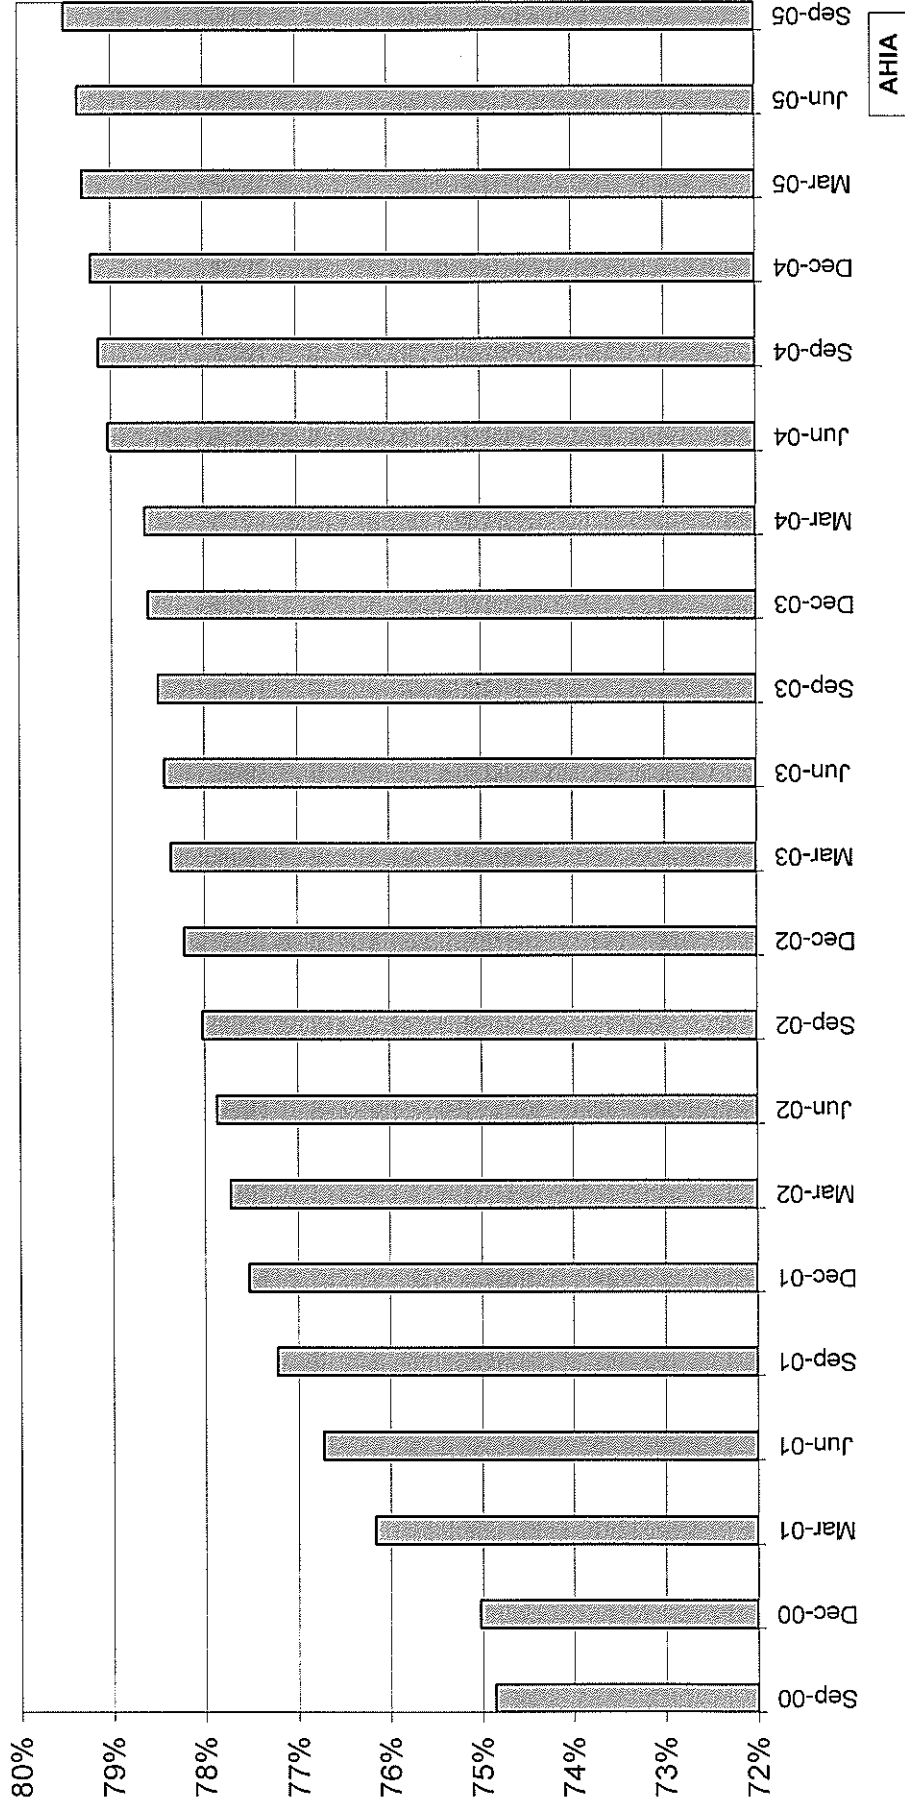 80%
79%
78%
77%
76%
75%
74%
73%
72%
Sep-00
Dec-00
Mar-01
Jun-01
Sep-01
Dec-01
Mar-02
Jun-02
Sep-02
Dec-02
Mar-03
Jun-03
Sep-03
Dec-03
Mar-04
Jun-04
Sep-04
Dec-04
Mar-05
Jun-05
Sep-05
AHIA